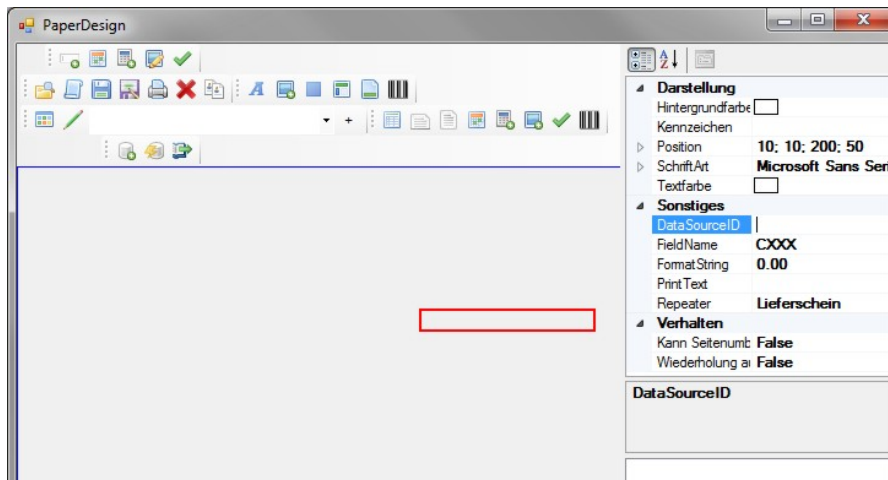 PaperDesign
Darstellung
Hintergrundfarbe
Kennzeichen
Position 10; 10; 200; 50
SchriftArt Microsoft Sans Seri
Textfarbe
Sonstiges
DataSourceID
FieldName CXXX
FormatString 0.00
PrintText
Repeater Lieferschein
Verhalten
Kann Seitenumb False
Wiederholung au False
DataSourceID